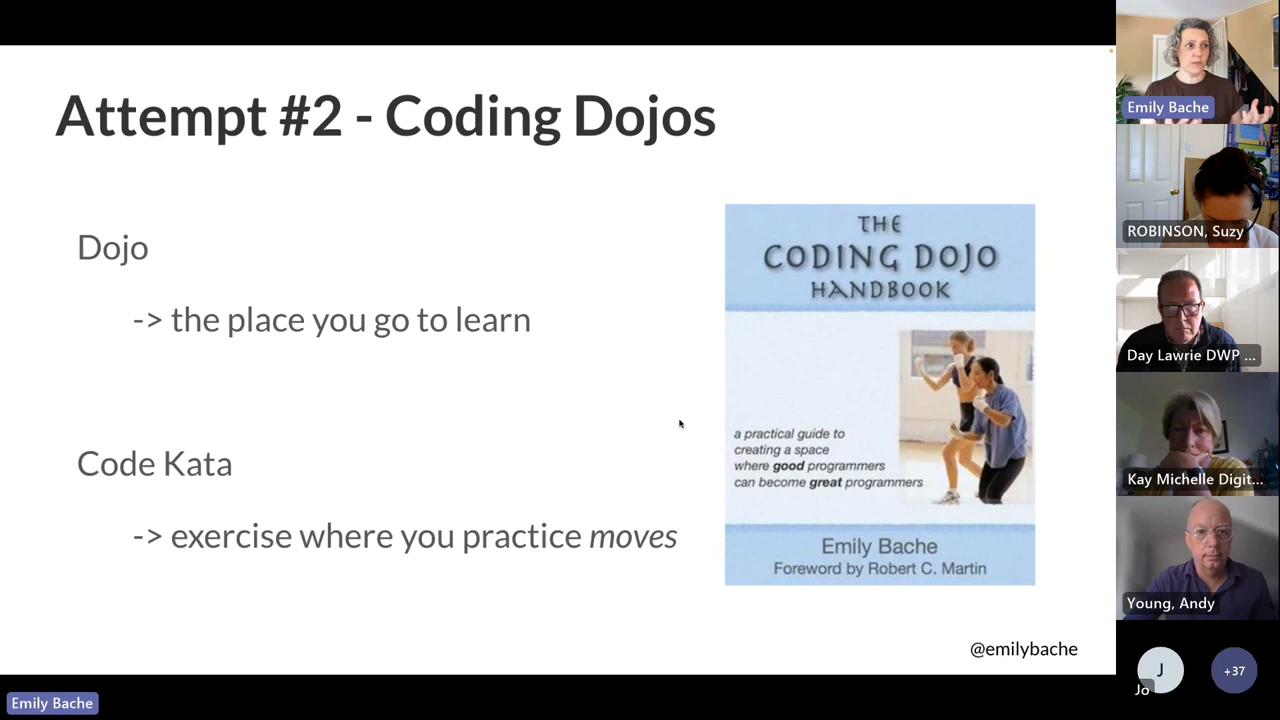 Attempt #2 - Coding Dojos
Dojo
-> the place you go to learn
Code Kata
-> exercise where you practice moves
THE
CODING DOJO
HANDBOOK
a practical guide to
creating a space
where good programmers
can become great programmers
Emily Bache
Foreword by Robert C. Martin
@emilybache
Emily Bache
Emily Bache
ROBINSON, Suzy
Day Lawrie DWP ...
Kay Michelle Digit...
Young, Andy
J
Jo
+37